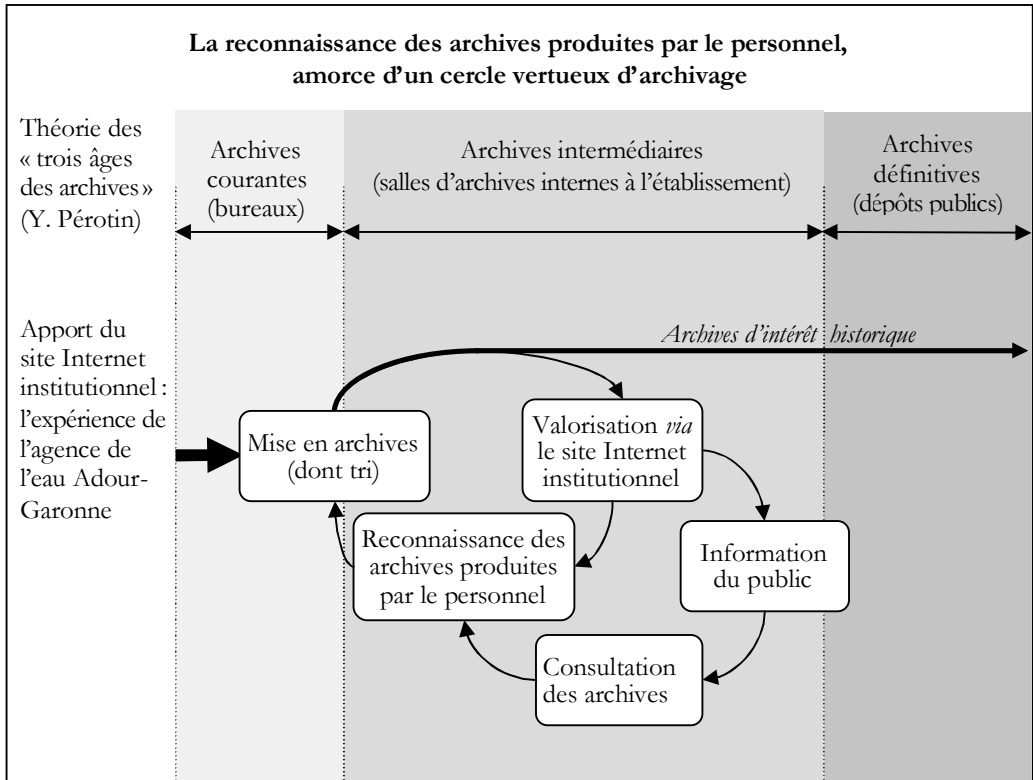 La reconnaissance des archives produites par le personnel,
amorce d’un cercle vertueux d’archivage
Théorie des
« trois âges
des archives»
(Y. Pérotin)
Archives
courantes
(bureaux)
Archives intermédiaires
(salles d’archives internes à l’établissement)
Archives
définitives
(dépôts publics)
Apport du
site Internet
institutionnel :
l’expérience de
l’agence de
l’eau Adour-
Garonne
Archives d’intérêt historique
Mise en archives
(dont tri)
Valorisation via
le site Internet
institutionnel
Reconnaissance des
archives produites
par le personnel
Information
du public
Consultation
des archives